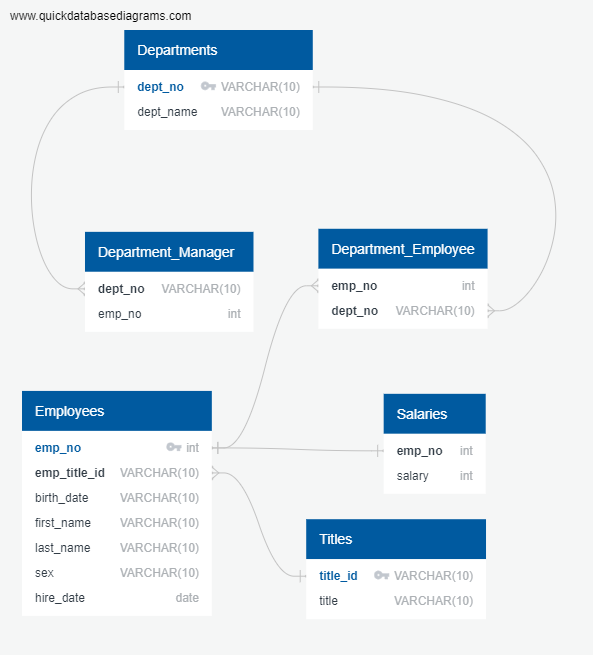 www.quickdatabasediagrams.com
Departments
dept_no VARCHAR(10)
dept_name VARCHAR(10)
Department_Manager
dept_no VARCHAR(10)
emp_no int
Department_Employee
emp_no int
dept_no VARCHAR(10)
Employees
emp_no int
emp_title_id VARCHAR(10)
birth_date VARCHAR(10)
first_name VARCHAR(10)
last_name VARCHAR(10)
sex VARCHAR(10)
hire_date date
Salaries
emp_no int
salary int
Titles
title_id VARCHAR(10)
title VARCHAR(10)